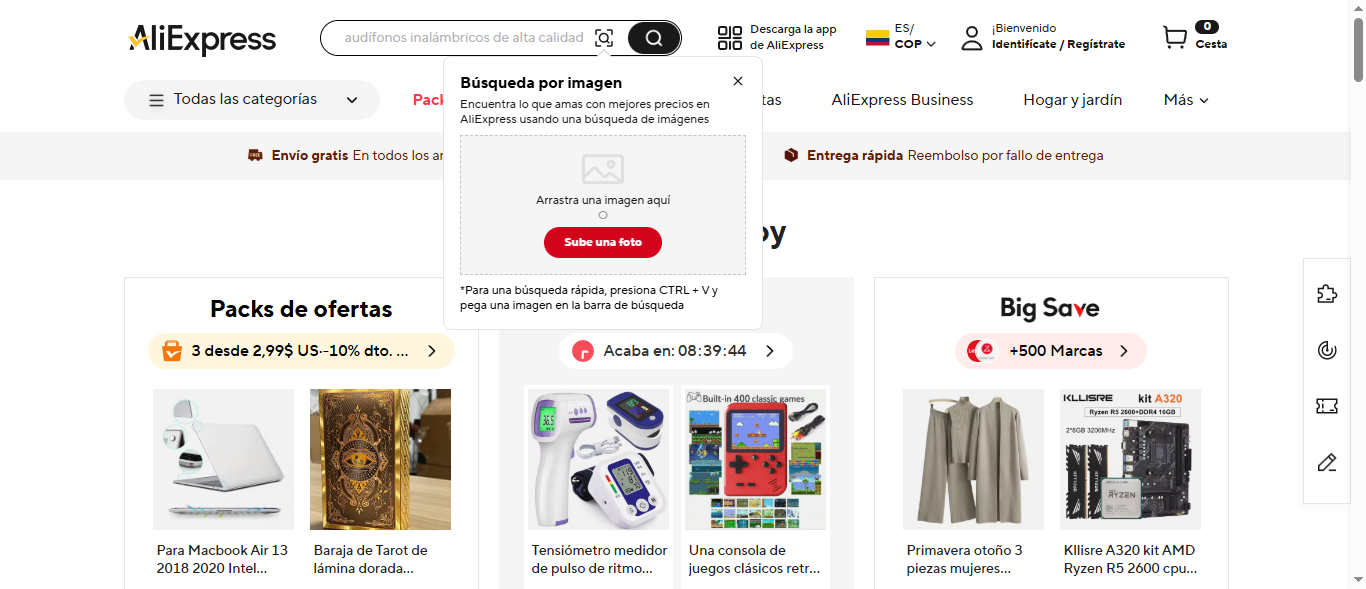 AliExpress
audífonos inalámbricos de alta calidad
Descarga la app
de AliExpress
ES/
COP
¡Bienvenido
Identifícate / Regístrate
0
Cesta
Todas las categorías
Pack
tas
AliExpress Business
Hogar y jardín
Más
Búsqueda por imagen
Encuentra lo que amas con mejores precios en
AliExpress usando una búsqueda de imágenes
Arrastra una imagen aquí
O
Sube una foto
*Para una búsqueda rápida, presiona CTRL + V y
pega una imagen en la barra de búsqueda
Envío gratis En todos los ar
Entrega rápida Reembolso por fallo de entrega
oy
Packs de ofertas
3 desde 2,99$ US·-10% dto. ...
Para Macbook Air 13
2018 2020 Intel...
Baraja de Tarot de
lámina dorada...
Acaba en: 08:39:44
Built-in 400 classic games
Tensiómetro medidor
de pulso de ritmo...
Una consola de
juegos clásicos retr...
Big Save
+500 Marcas
KLLISRE kit A320
Ryzen R5 2600+DDR4 16GB
2*8GB 3200MHz
RYZEN
Primavera otoño 3
piezas mujeres...
Kllisre A320 kit AMD
Ryzen R5 2600 cpu...